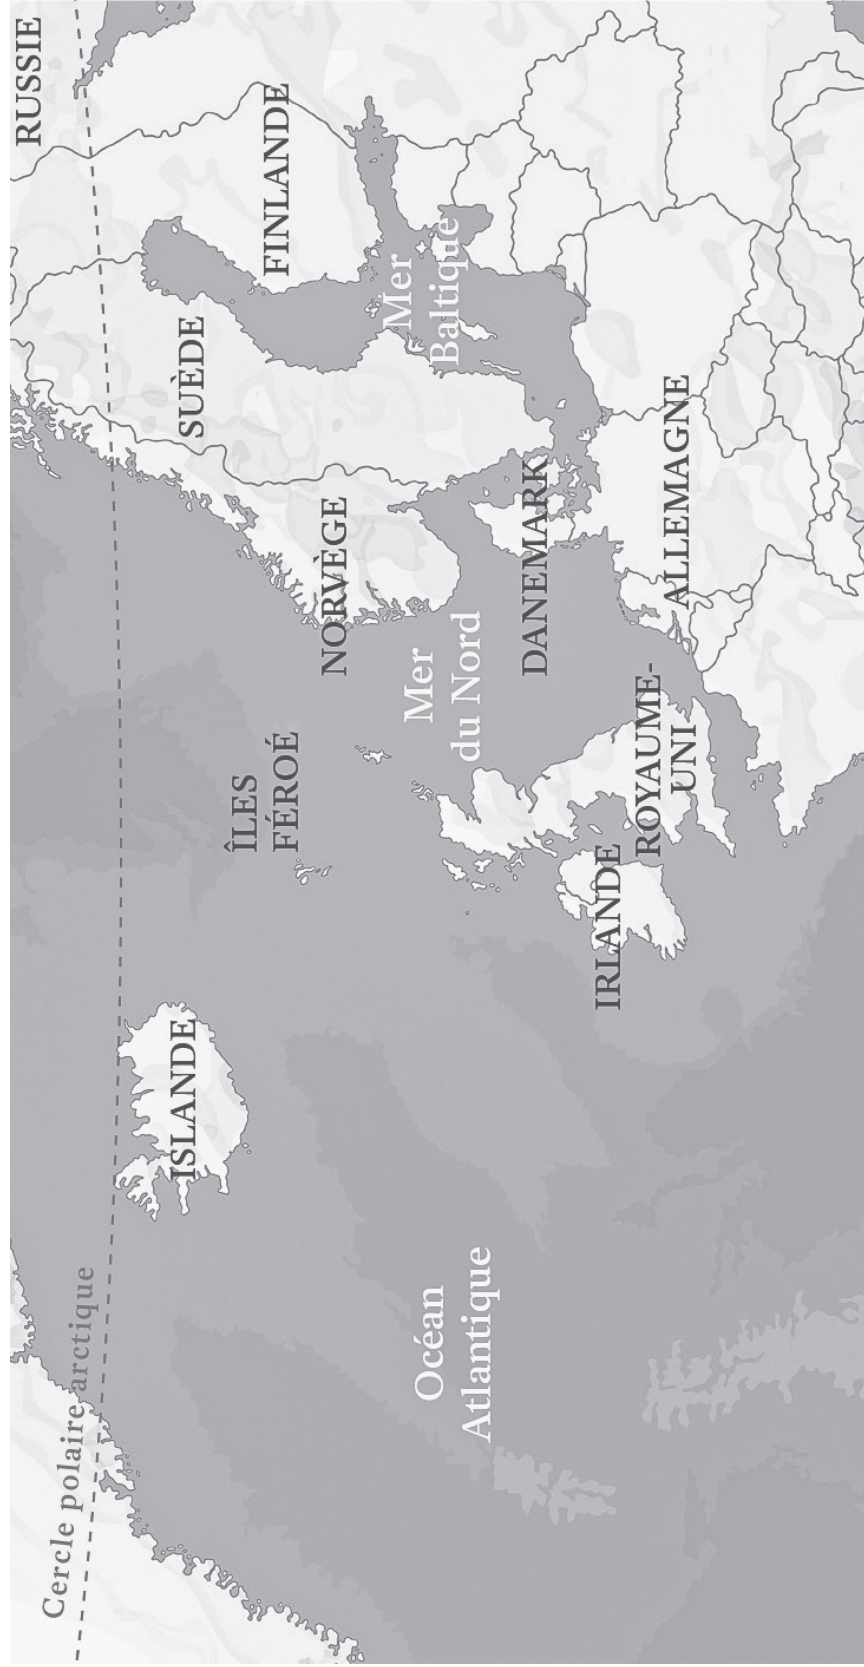 Cercle polaire arctique
ISLANDE
ÎLES
FÉROÉ
NORVÈGE
SUÈDE
FINLANDE
RUSSIE
Océan
Atlantique
Mer
du Nord
Mer
Baltique
IRLANDE
ROYAUME-
UNI
DANEMARK
ALLEMAGNE